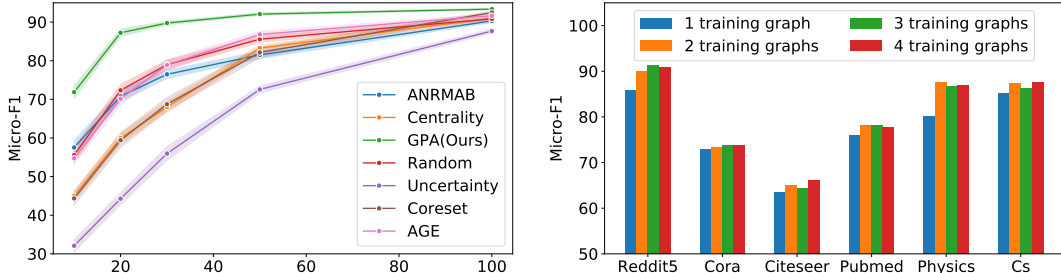 Micro-F1
90
80
70
60
50
40
30
20
40
60
80
100
ANRMAB
Centrality
GPA(Ours)
Random
Uncertainty
Coreset
AGE
Micro-F1
100
90
80
70
60
50
1 training graph
2 training graphs
3 training graphs
4 training graphs
Reddit5 Cora Citeseer Pubmed Physics Cs